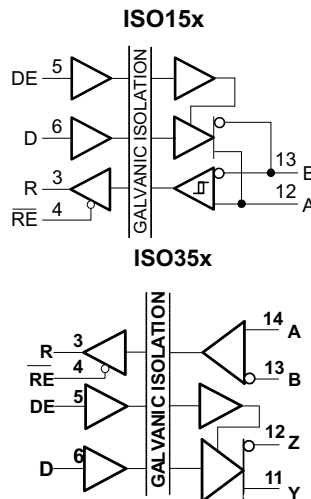 ISO15x
DE 5
D 6
R 3
RE 4
GALVANIC ISOLATION
13 B
12 A
ISO35x
R 3
RE 4
DE 5
D 6
GALVANIC ISOLATION
14 A
13 B
12 Z
11 Y